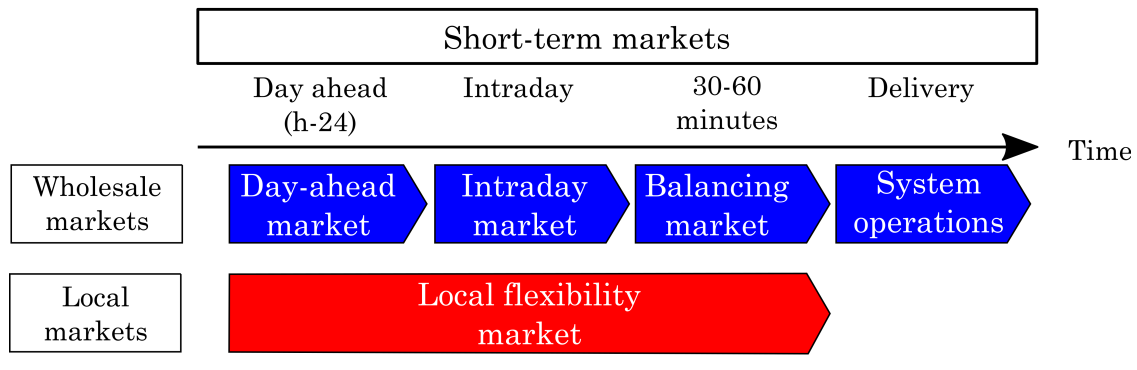 Short-term markets
Day ahead
(h-24)
Intraday
30-60
minutes
Delivery
Time
Wholesale
markets
Day-ahead
market
Intraday
market
Balancing
market
System
operations
Local
markets
Local flexibility
market